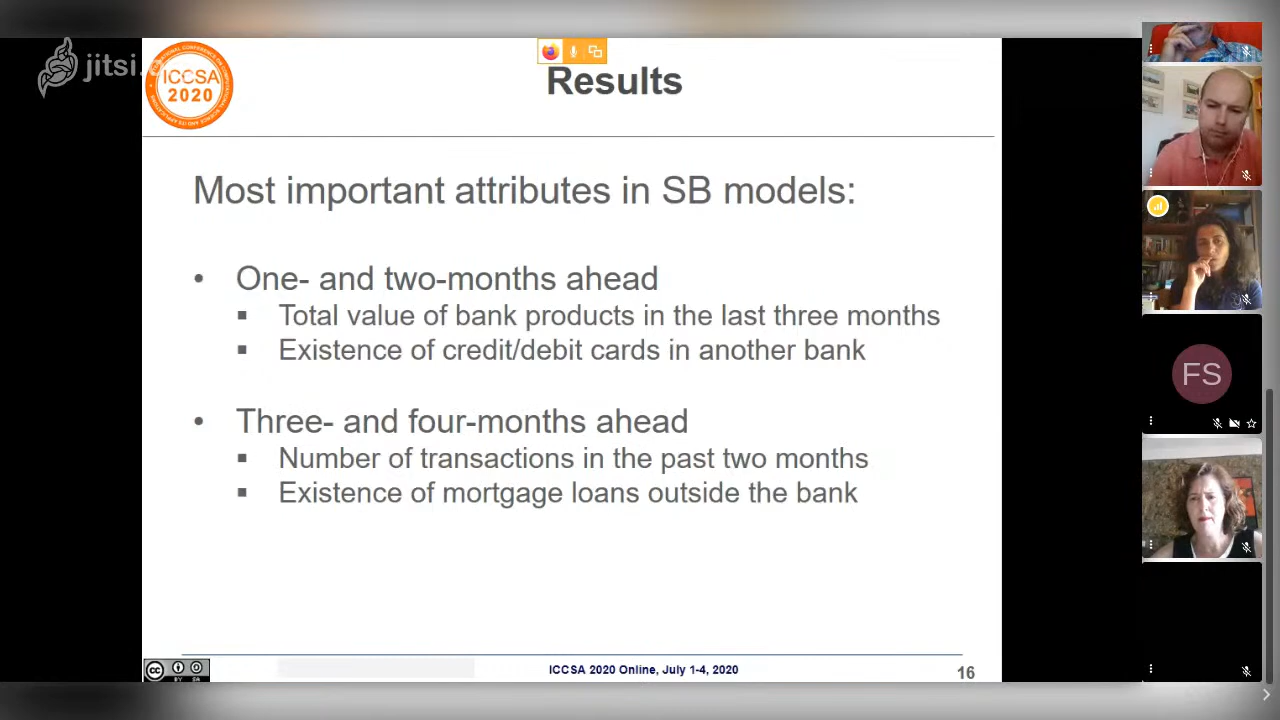 jitsi.
ICCSA
2020
Results
Most important attributes in SB models:
• One- and two-months ahead
▪ Total value of bank products in the last three months
▪ Existence of credit/debit cards in another bank
• Three- and four-months ahead
▪ Number of transactions in the past two months
▪ Existence of mortgage loans outside the bank
FS
cc
BY SA
ICCSA 2020 Online, July 1-4, 2020
16